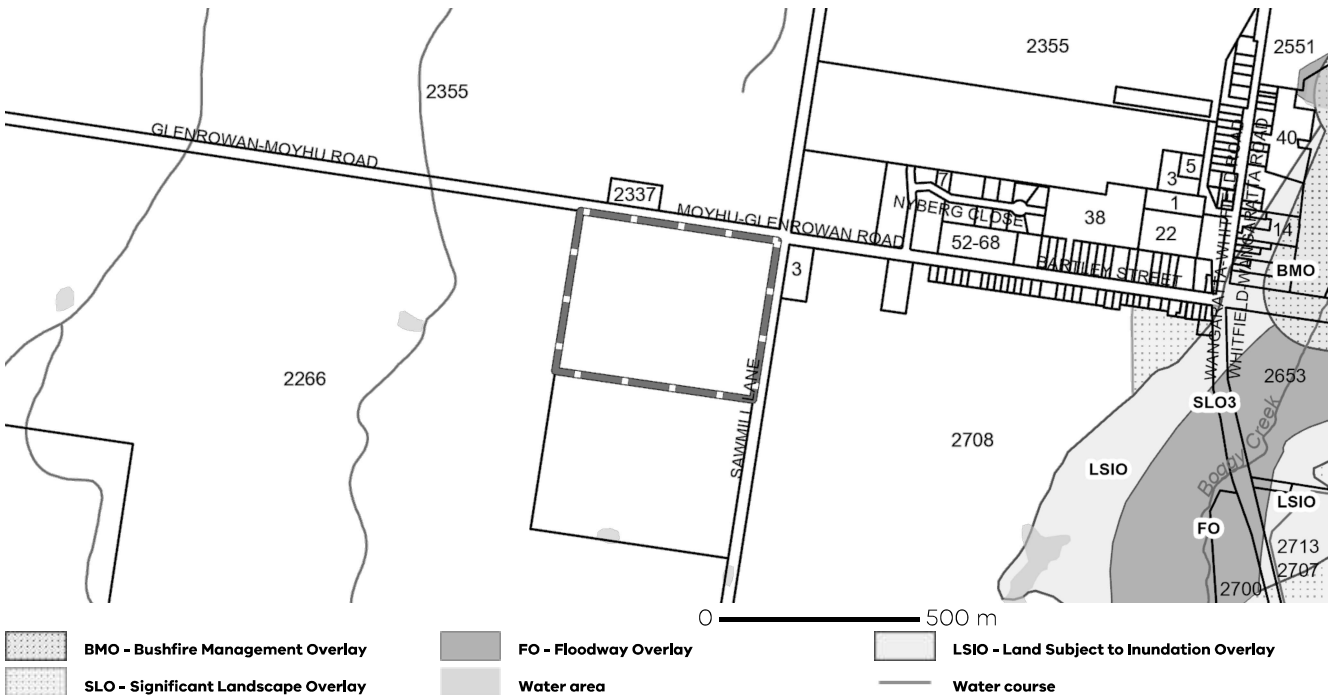 2355
2551
2355
40
GLENROWAN-MOYHU ROAD
5
3
7
2337
1
MOYHU-GLENROWAN ROAD
NYBERG CLOSE
38
22
14
52-68
3
BARTLEY STREET
WANGARATTA-WHITFIELD ROAD
WHITFIELD-WANGARATTA ROAD
BMO
2266
2653
SLO3
SAWMILL LANE
2708
Boggy Creek
LSIO
LSIO
FO
2713
2707
2700
0 500 m
BMO - Bushfire Management Overlay
FO - Floodway Overlay
LSIO - Land Subject to Inundation Overlay
SLO - Significant Landscape Overlay
Water area
Water course